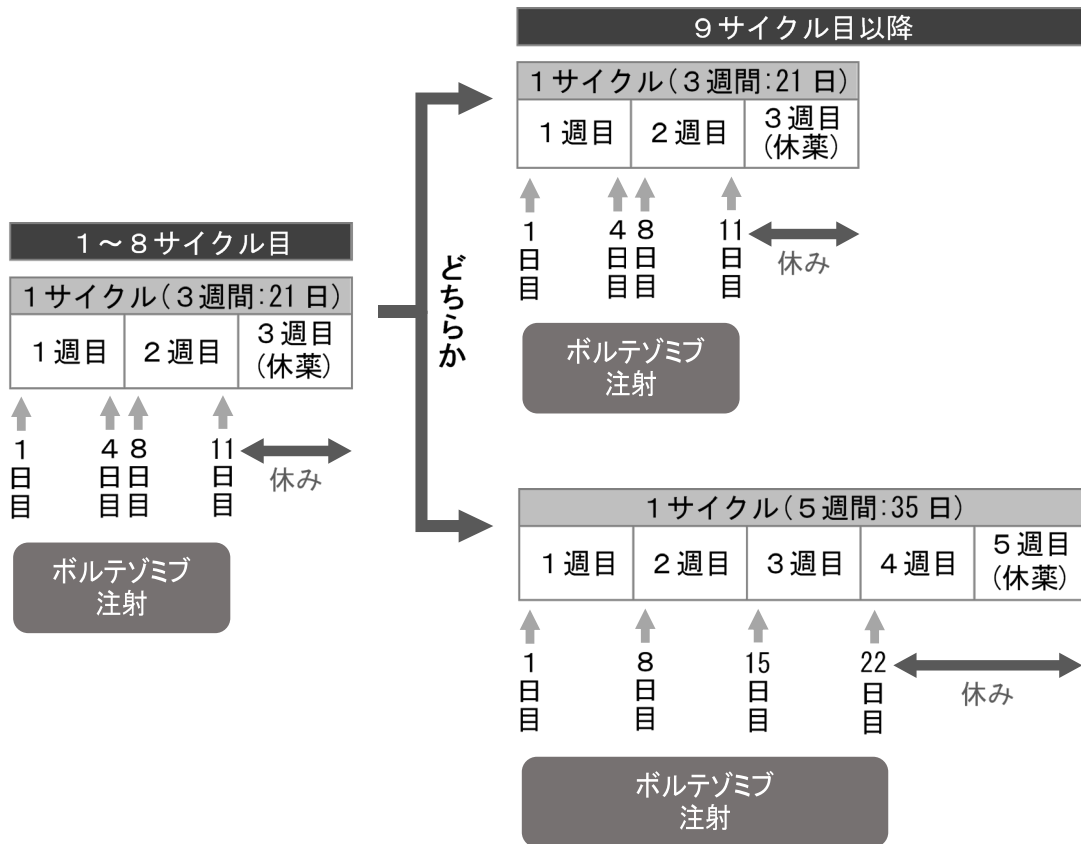 1～8サイクル目
1サイクル(3週間:21日)
1週目
2週目
3週目
(休薬)
1日目
4日目
8日目
11日目
休み
ボルテゾミブ
注射
どちらか
9サイクル目以降
1サイクル(3週間:21日)
1週目
2週目
3週目
(休薬)
1日目
4日目
8日目
11日目
休み
ボルテゾミブ
注射
1サイクル(5週間:35日)
1週目
2週目
3週目
4週目
5週目
(休薬)
1日目
8日目
15日目
22日目
休み
ボルテゾミブ
注射